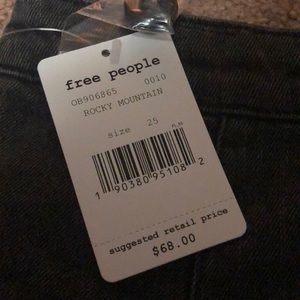 free people
OB906865 0010
ROCKY MOUNTAIN
size 25
1 90380 95108 2
suggested retail price
$68.00